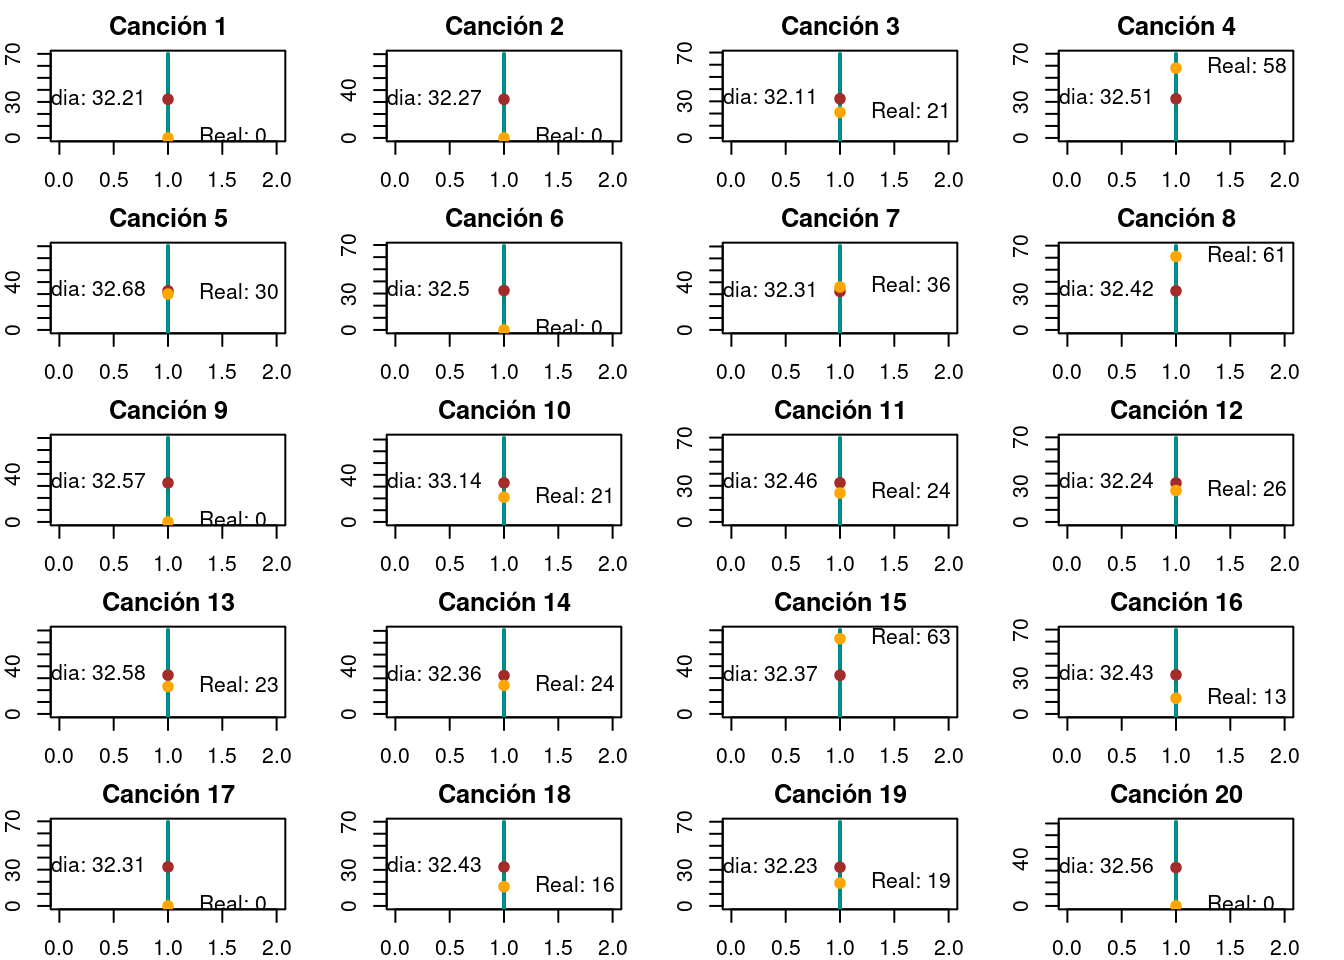 Canción 1
70
30
0
dia: 32.21
Real: 0
0.0 0.5 1.0 1.5 2.0
Canción 2
40
0
dia: 32.27
Real: 0
0.0 0.5 1.0 1.5 2.0
Canción 3
70
30
0
dia: 32.11
Real: 21
0.0 0.5 1.0 1.5 2.0
Canción 4
70
30
0
dia: 32.51
Real: 58
0.0 0.5 1.0 1.5 2.0
Canción 5
40
0
dia: 32.68
Real: 30
0.0 0.5 1.0 1.5 2.0
Canción 6
70
30
0
dia: 32.5
Real: 0
0.0 0.5 1.0 1.5 2.0
Canción 7
40
0
dia: 32.31
Real: 36
0.0 0.5 1.0 1.5 2.0
Canción 8
70
30
0
dia: 32.42
Real: 61
0.0 0.5 1.0 1.5 2.0
Canción 9
40
0
dia: 32.57
Real: 0
0.0 0.5 1.0 1.5 2.0
Canción 10
40
0
dia: 33.14
Real: 21
0.0 0.5 1.0 1.5 2.0
Canción 11
70
30
0
dia: 32.46
Real: 24
0.0 0.5 1.0 1.5 2.0
Canción 12
70
30
0
dia: 32.24
Real: 26
0.0 0.5 1.0 1.5 2.0
Canción 13
40
0
dia: 32.58
Real: 23
0.0 0.5 1.0 1.5 2.0
Canción 14
40
0
dia: 32.36
Real: 24
0.0 0.5 1.0 1.5 2.0
Canción 15
40
0
dia: 32.37
Real: 63
0.0 0.5 1.0 1.5 2.0
Canción 16
70
30
0
dia: 32.43
Real: 13
0.0 0.5 1.0 1.5 2.0
Canción 17
70
30
0
dia: 32.31
Real: 0
0.0 0.5 1.0 1.5 2.0
Canción 18
70
30
0
dia: 32.43
Real: 16
0.0 0.5 1.0 1.5 2.0
Canción 19
70
30
0
dia: 32.23
Real: 19
0.0 0.5 1.0 1.5 2.0
Canción 20
40
0
dia: 32.56
Real: 0
0.0 0.5 1.0 1.5 2.0